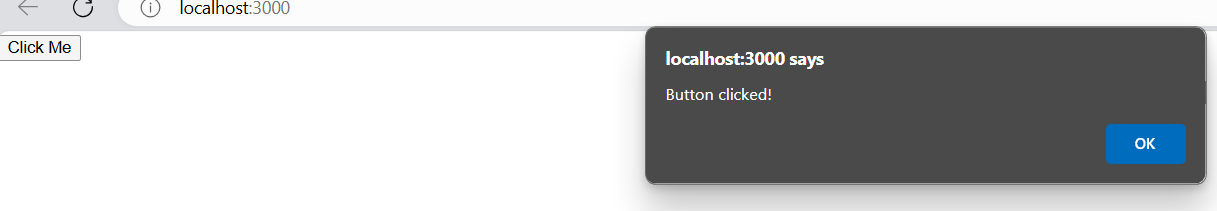 localhost:3000
Click Me
localhost:3000 says
Button clicked!
OK